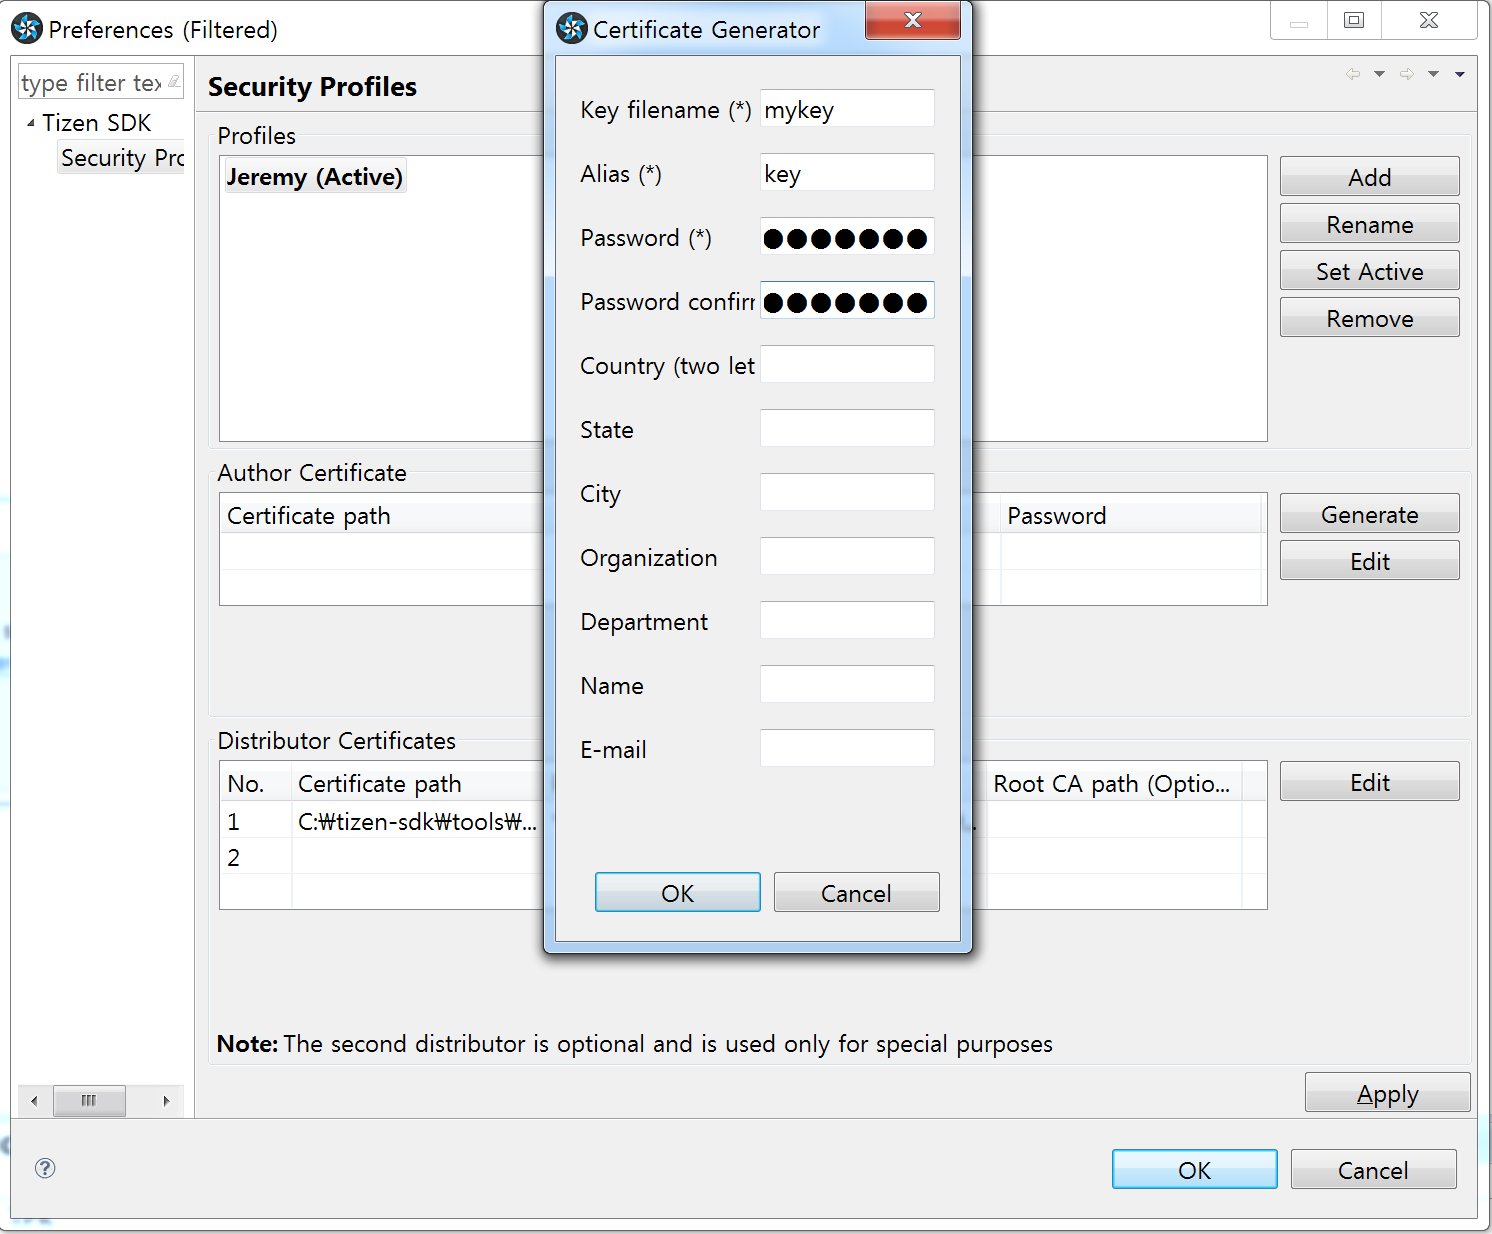 Preferences (Filtered)
type filter tex
Tizen SDK
Security Pro
Security Profiles
Profiles
Jeremy (Active)
Add
Rename
Set Active
Remove
Author Certificate
Certificate path
Password
Generate
Edit
Distributor Certificates
No. Certificate path Root CA path (Optio...
1 C:₩tizen-sdk₩tools₩...
2
Edit
Note: The second distributor is optional and is used only for special purposes
Apply
OK
Cancel
Certificate Generator
Key filename (*) mykey
Alias (*) key
Password (*) ●●●●●●●
Password confirm ●●●●●●●
Country (two let
State
City
Organization
Department
Name
E-mail
OK
Cancel